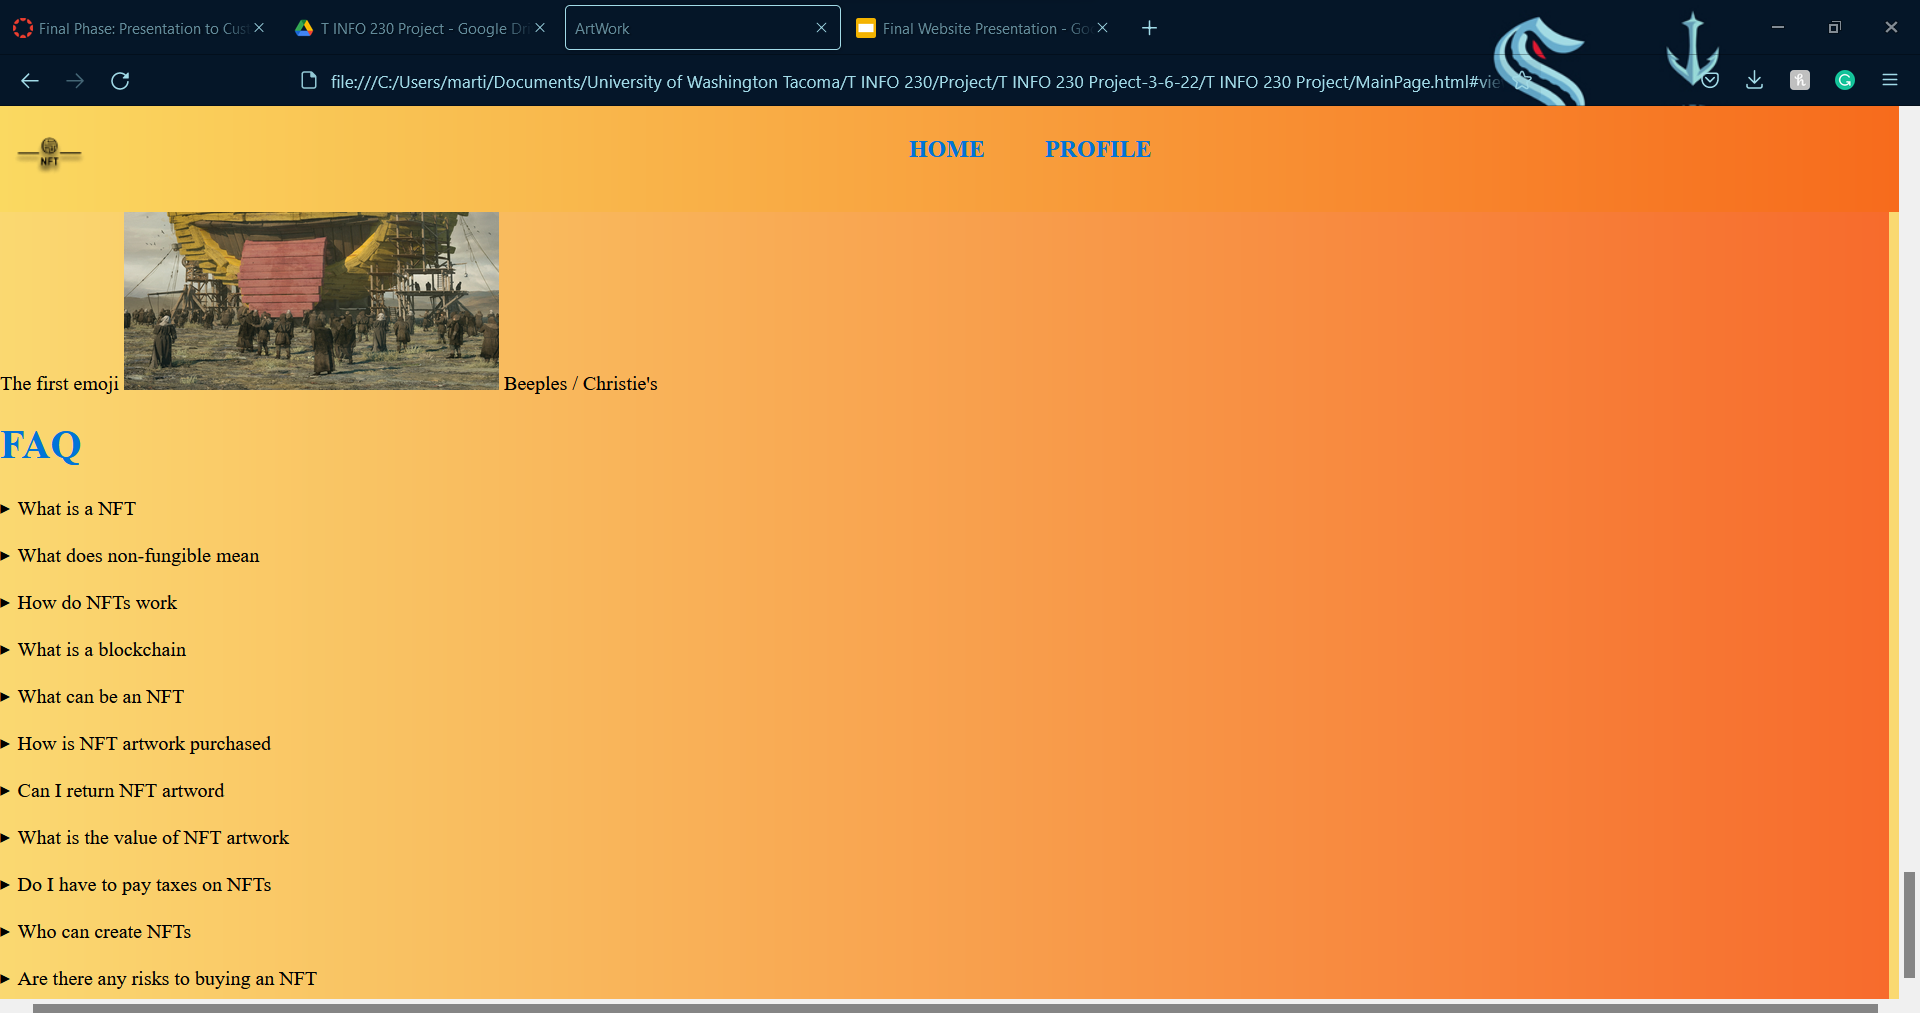 Final Phase: Presentation to Cust
T INFO 230 Project - Google Dri
ArtWork
Final Website Presentation - Goo
file:///C:/Users/marti/Documents/University of Washington Tacoma/T INFO 230/Project/T INFO 230 Project-3-6-22/T INFO 230 Project/MainPage.html#vie
NFT
HOME
PROFILE
The first emoji
Beeples / Christie's
FAQ
What is a NFT
What does non-fungible mean
How do NFTs work
What is a blockchain
What can be an NFT
How is NFT artwork purchased
Can I return NFT artword
What is the value of NFT artwork
Do I have to pay taxes on NFTs
Who can create NFTs
Are there any risks to buying an NFT